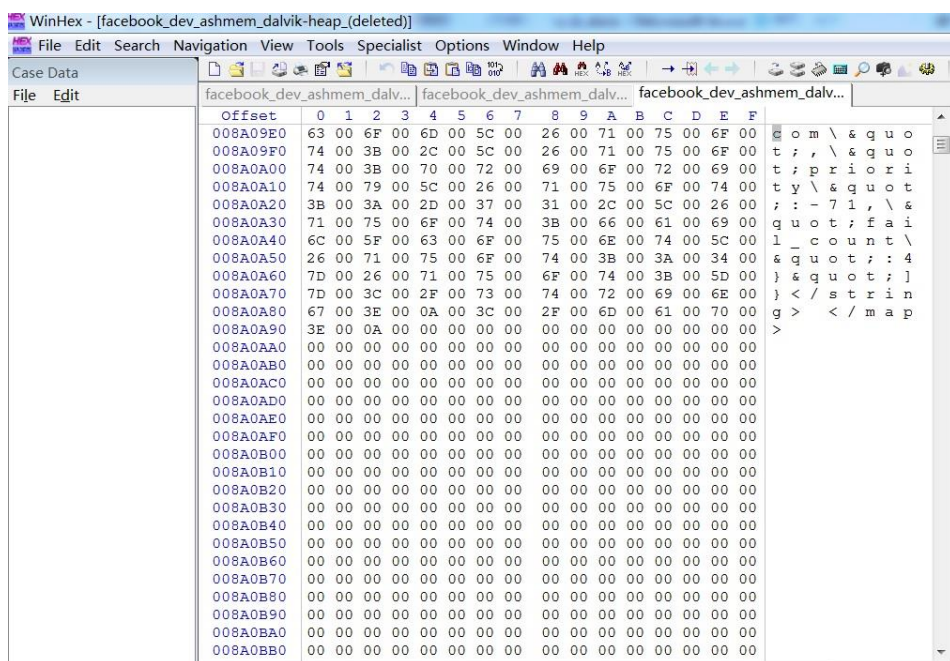 WinHex - [facebook_dev_ashmem_dalvik-heap_(deleted)]
File Edit Search Navigation View Tools Specialist Options Window Help
Case Data
File Edit
facebook_dev_ashmem_dalv... facebook_dev_ashmem_dalv... facebook_dev_ashmem_dalv...
Offset 0 1 2 3 4 5 6 7 8 9 A B C D E F
008A09E0 63 00 6F 00 6D 00 5C 00 26 00 71 00 75 00 6F 00 c o m \ & q u o
008A09F0 74 00 3B 00 2C 00 5C 00 26 00 71 00 75 00 6F 00 t ; , \ & q u o
008A0A00 74 00 3B 00 70 00 72 00 69 00 6F 00 72 00 69 00 t ; p r i o r i
008A0A10 74 00 79 00 5C 00 26 00 71 00 75 00 6F 00 74 00 t y \ & q u o t
008A0A20 3B 00 3A 00 2D 00 37 00 31 00 2C 00 5C 00 26 00 ; : - 7 1 , \ &
008A0A30 71 00 75 00 6F 00 74 00 3B 00 66 00 61 00 69 00 q u o t ; f a i
008A0A40 6C 00 5F 00 63 00 6F 00 75 00 6E 00 74 00 5C 00 l _ c o u n t \
008A0A50 26 00 71 00 75 00 6F 00 74 00 3B 00 3A 00 34 00 & q u o t ; : 4
008A0A60 7D 00 26 00 71 00 75 00 6F 00 74 00 3B 00 5D 00 } & q u o t ; ]
008A0A70 7D 00 3C 00 2F 00 73 00 74 00 72 00 69 00 6E 00 } < / s t r i n
008A0A80 67 00 3E 00 0A 00 3C 00 2F 00 6D 00 61 00 70 00 g > < / m a p
008A0A90 3E 00 0A 00 00 00 00 00 00 00 00 00 00 00 00 00 >
008A0AA0 00 00 00 00 00 00 00 00 00 00 00 00 00 00 00 00
008A0AB0 00 00 00 00 00 00 00 00 00 00 00 00 00 00 00 00
008A0AC0 00 00 00 00 00 00 00 00 00 00 00 00 00 00 00 00
008A0AD0 00 00 00 00 00 00 00 00 00 00 00 00 00 00 00 00
008A0AE0 00 00 00 00 00 00 00 00 00 00 00 00 00 00 00 00
008A0AF0 00 00 00 00 00 00 00 00 00 00 00 00 00 00 00 00
008A0B00 00 00 00 00 00 00 00 00 00 00 00 00 00 00 00 00
008A0B10 00 00 00 00 00 00 00 00 00 00 00 00 00 00 00 00
008A0B20 00 00 00 00 00 00 00 00 00 00 00 00 00 00 00 00
008A0B30 00 00 00 00 00 00 00 00 00 00 00 00 00 00 00 00
008A0B40 00 00 00 00 00 00 00 00 00 00 00 00 00 00 00 00
008A0B50 00 00 00 00 00 00 00 00 00 00 00 00 00 00 00 00
008A0B60 00 00 00 00 00 00 00 00 00 00 00 00 00 00 00 00
008A0B70 00 00 00 00 00 00 00 00 00 00 00 00 00 00 00 00
008A0B80 00 00 00 00 00 00 00 00 00 00 00 00 00 00 00 00
008A0B90 00 00 00 00 00 00 00 00 00 00 00 00 00 00 00 00
008A0BA0 00 00 00 00 00 00 00 00 00 00 00 00 00 00 00 00
008A0BB0 00 00 00 00 00 00 00 00 00 00 00 00 00 00 00 00